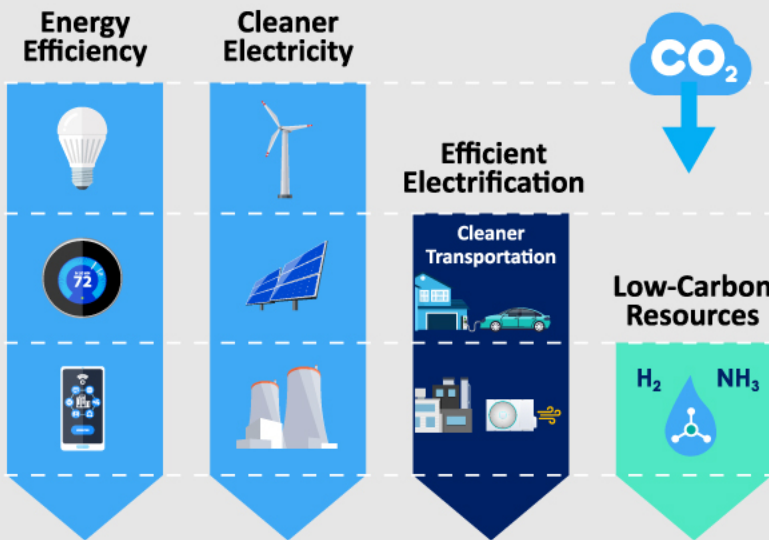 Energy
Efficiency
Cleaner
Electricity
CO₂
Efficient
Electrification
Cleaner
Transportation
72
Low-Carbon
Resources
H₂ NH₃